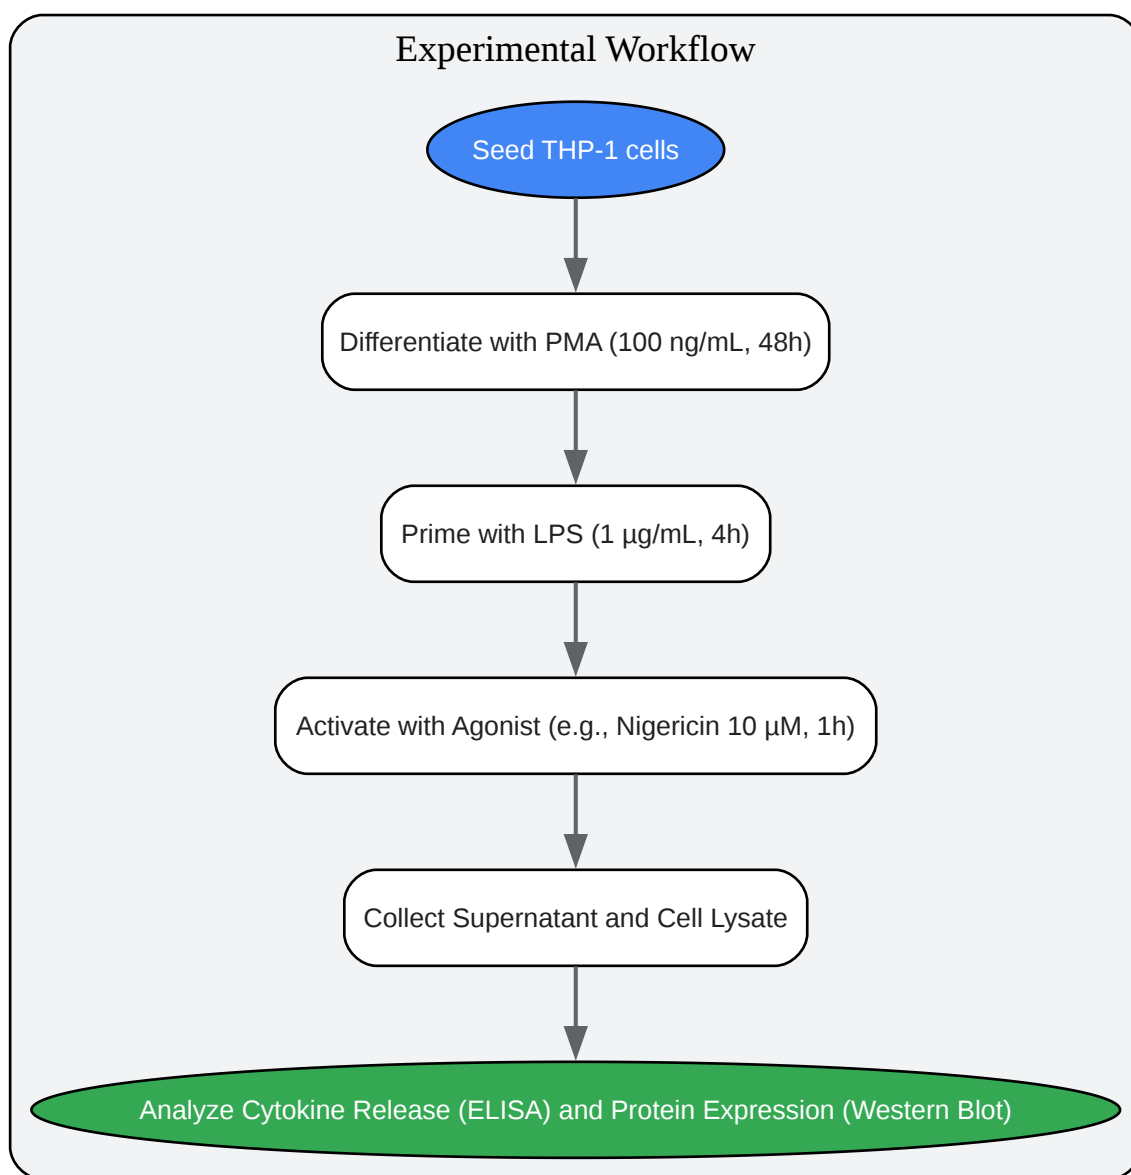 Experimental Workflow
Seed THP-1 cells
Differentiate with PMA (100 ng/mL, 48h)
Prime with LPS (1 µg/mL, 4h)
Activate with Agonist (e.g., Nigericin 10 µM, 1h)
Collect Supernatant and Cell Lysate
Analyze Cytokine Release (ELISA) and Protein Expression (Western Blot)